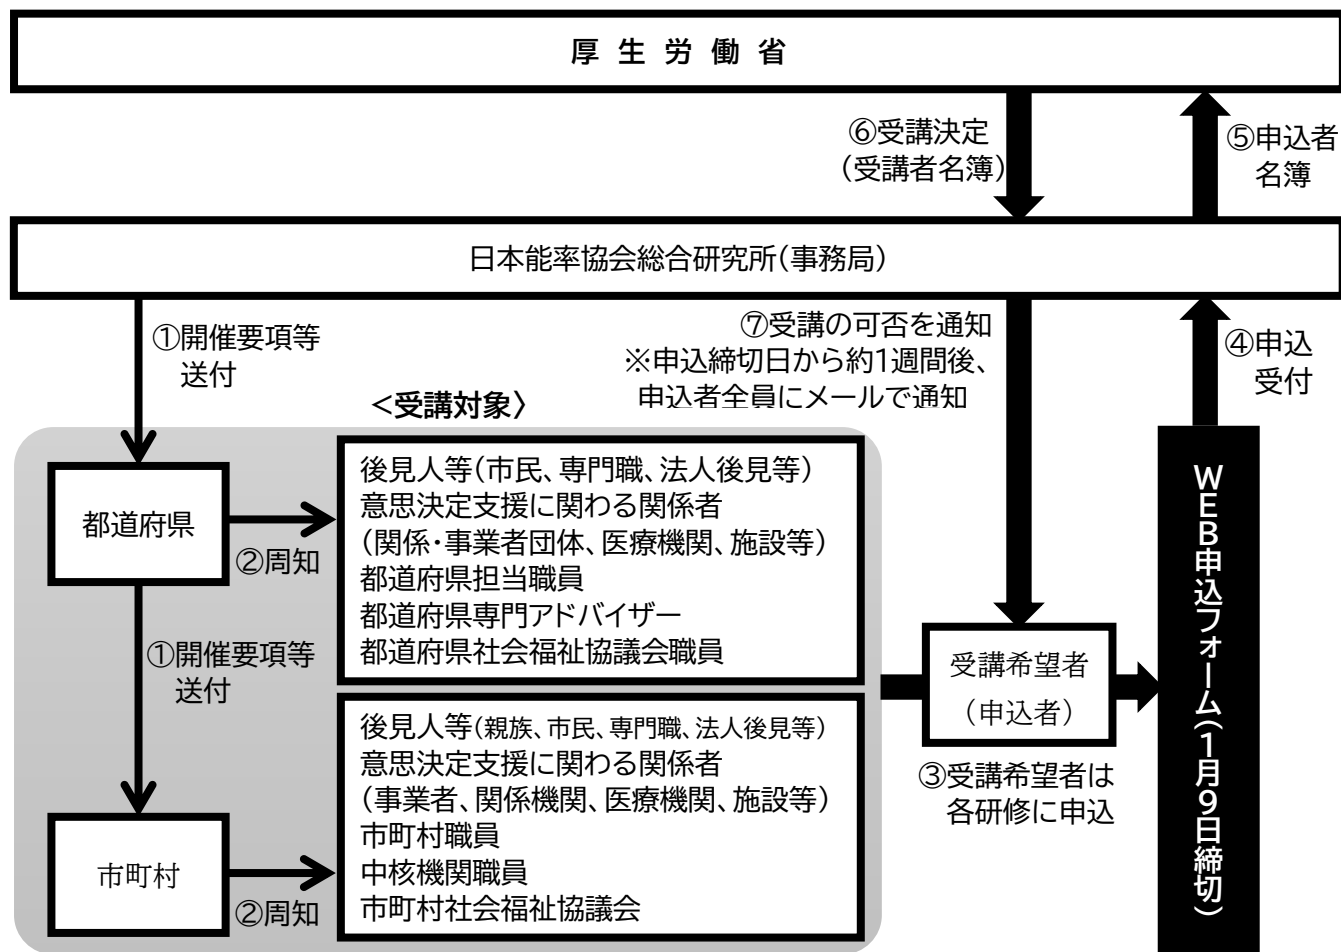 厚生労働省
⑥受講決定
（受講者名簿）
⑤申込者
名簿
日本能率協会総合研究所（事務局）
①開催要項等
送付
⑦受講の可否を通知
※申込締切日から約１週間後、
申込者全員にメールで通知
④申込
受付
＜受講対象＞
都道府県
②周知
後見人等（市民、専門職、法人後見等）
意思決定支援に関わる関係者
（関係・事業者団体、医療機関、施設等）
都道府県担当職員
都道府県専門アドバイザー
都道府県社会福祉協議会職員
①開催要項等
送付
市町村
②周知
後見人等（親族、市民、専門職、法人後見等）
意思決定支援に関わる関係者
（事業者、関係機関、医療機関、施設等）
市町村職員
中核機関職員
市町村社会福祉協議会
受講希望者
（申込者）
③受講希望者は
各研修に申込
ＷＥＢ申込フォーム（１月９日締切）